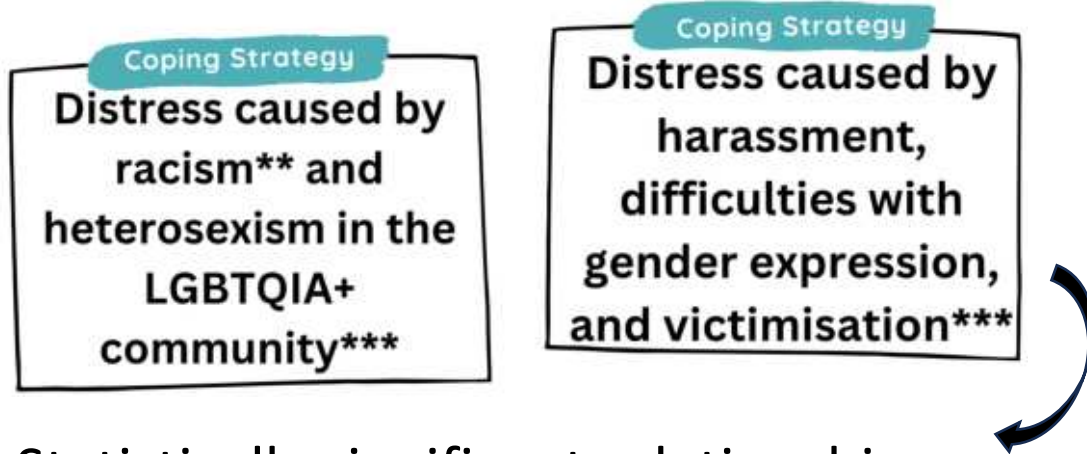 Coping Strategy
Distress caused by
racism** and
heterosexism in the
LGBTQIA+
community***
Coping Strategy
Distress caused by
harassment,
difficulties with
gender expression,
and victimisation***